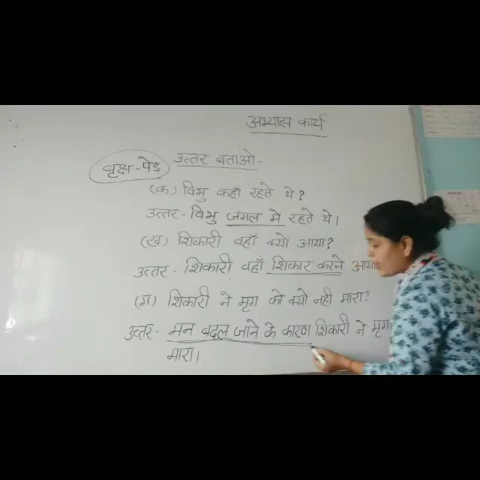 अभ्यास कार्य
वृक्ष - पेड़
उत्तर बताओ -
(क) विभु कहाँ रहते थे?
उत्तर - विभु जंगल मे रहते थे।
(ख) शिकारी वहाँ क्यो आया?
उत्तर - शिकारी वहाँ शिकार करने आया
(ग) शिकारी ने मृग को क्यो नही मारा?
उत्तर - मन बदल जाने के कारण शिकारी ने मृग
मारा।